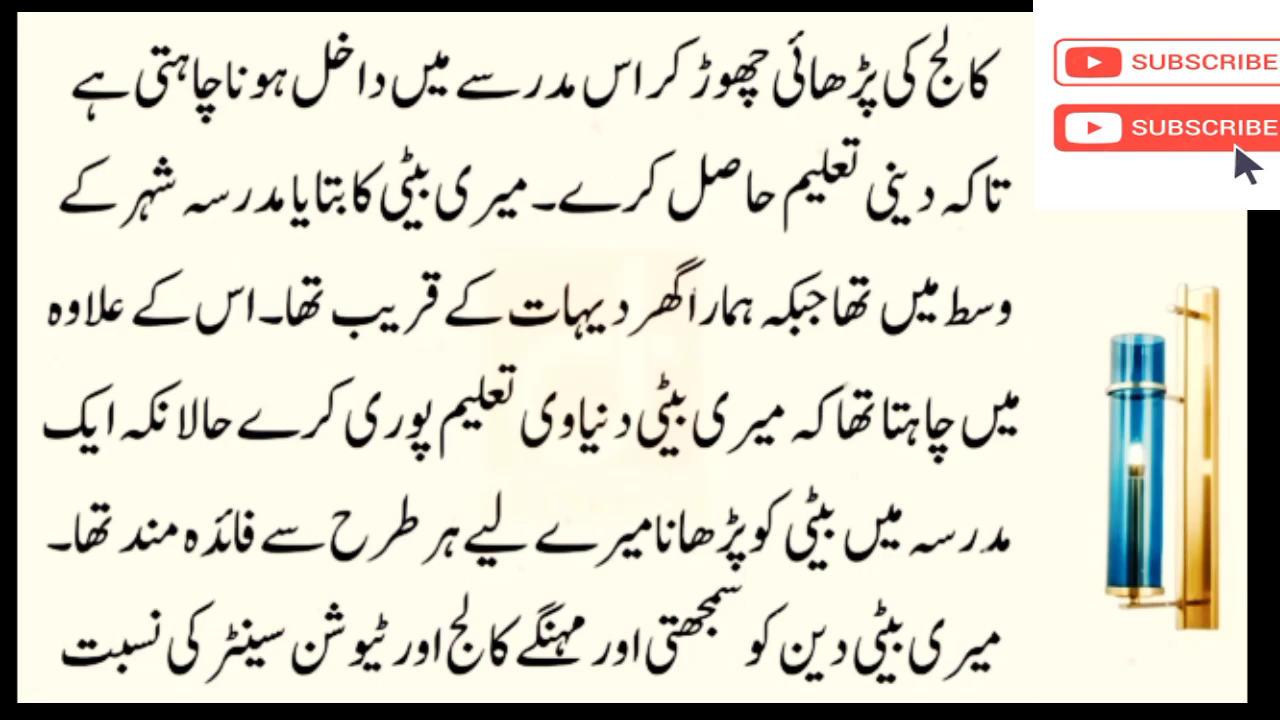 کالج کی پڑھائی چھوڑ کر اس مدرسے میں داخل ہونا چاہتی ہے
تاکہ دینی تعلیم حاصل کرے۔ میری بیٹی کا بتایا مدرسہ شہر کے
وسط میں تھا جبکہ ہمارا گھر دیہات کے قریب تھا۔ اس کے علاوہ
میں چاہتا تھا کہ میری بیٹی دنیاوی تعلیم پوری کرے حالانکہ ایک
مدرسہ میں بیٹی کو پڑھانا میرے لیے ہر طرح سے فائدہ مند تھا۔
میری بیٹی دین کو سمجھتی اور مہنگے کالج اور ٹیوشن سینٹر کی نسبت
SUBSCRIBE
SUBSCRIBE